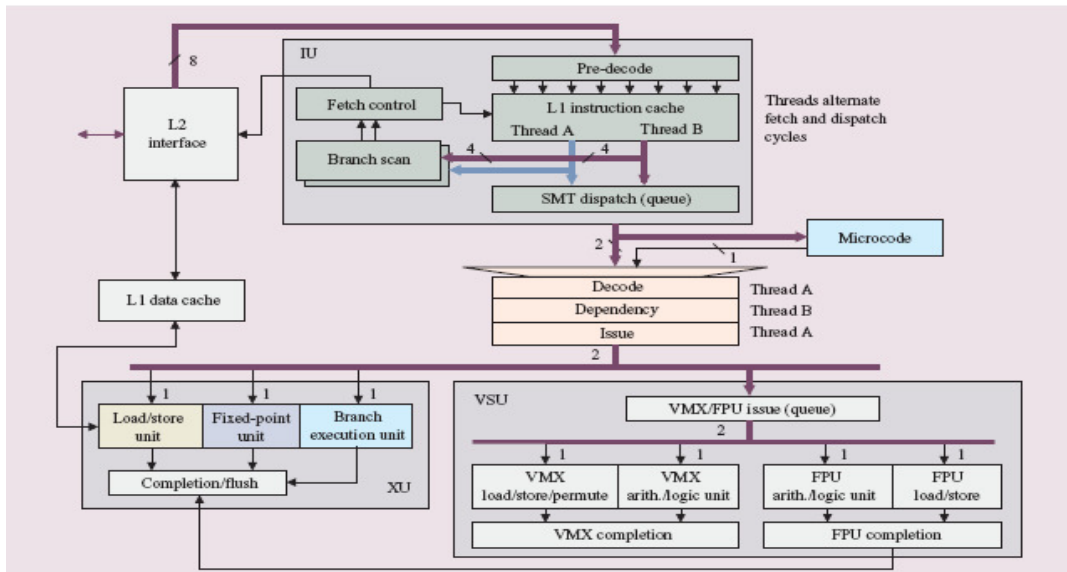 IU
8
Pre-decode
Fetch control
L1 instruction cache
Thread A
Thread B
Threads alternate
fetch and dispatch
cycles
L2
interface
Branch scan
4
4
SMT dispatch (queue)
2
Microcode
1
L1 data cache
Decode
Thread A
Dependency
Thread B
Issue
Thread A
2
1
1
1
VSU
VMX/FPU issue (queue)
Load/store
unit
Fixed-point
unit
Branch
execution unit
2
1
1
1
1
Completion/flush
XU
VMX
load/store/permute
VMX
arith./logic unit
FPU
arith./logic unit
FPU
load/store
VMX completion
FPU completion